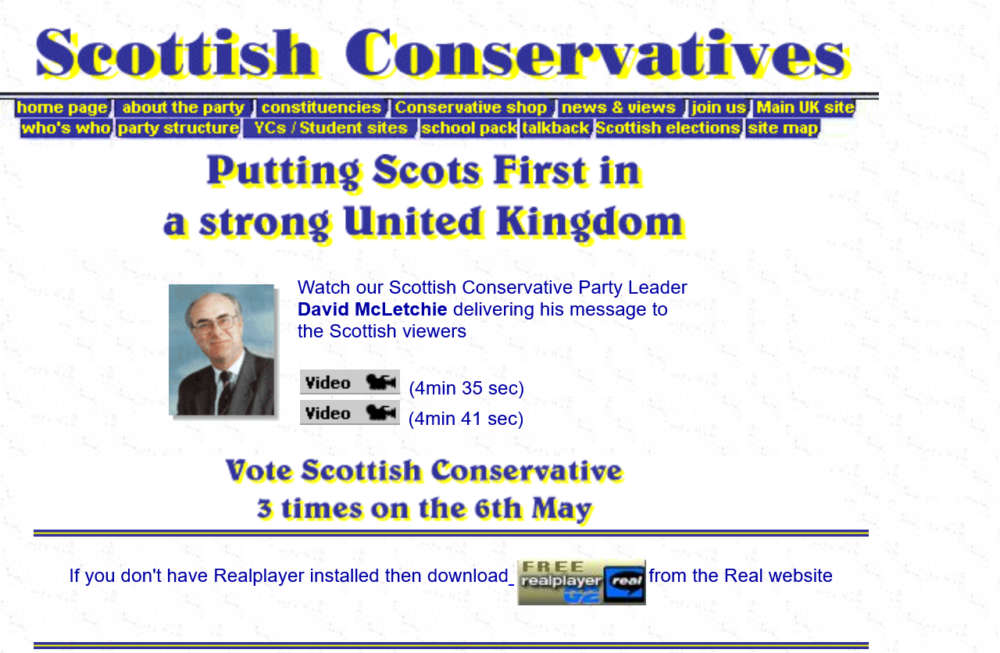 Scottish Conservatives
home page about the party constituencies Conservative shop news & views join us Main UK site
who's who party structure YCs / Student sites school pack talkback Scottish elections site map
Putting Scots First in
a strong United Kingdom
Watch our Scottish Conservative Party Leader
David McLetchie delivering his message to
the Scottish viewers
Video (4min 35 sec)
Video (4min 41 sec)
Vote Scottish Conservative
3 times on the 6th May
FREE
If you don't have Realplayer installed then download realplayer real from the Real website
G2